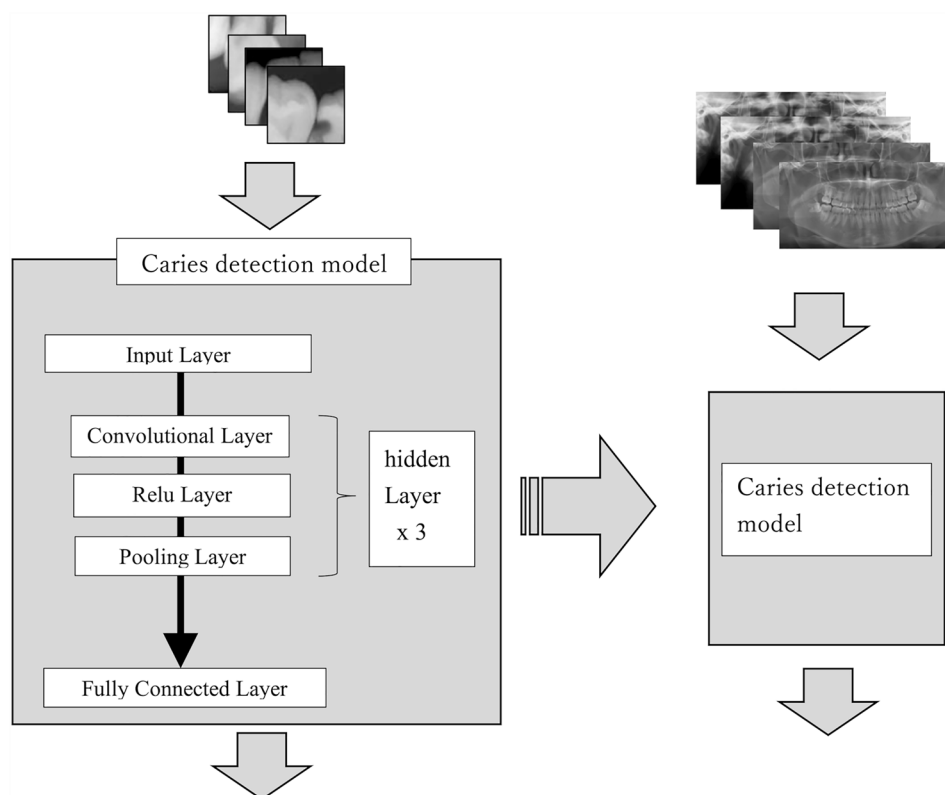 Caries detection model
Input Layer
Convolutional Layer
Relu Layer
Pooling Layer
hidden
Layer
x 3
Fully Connected Layer
Caries detection
model